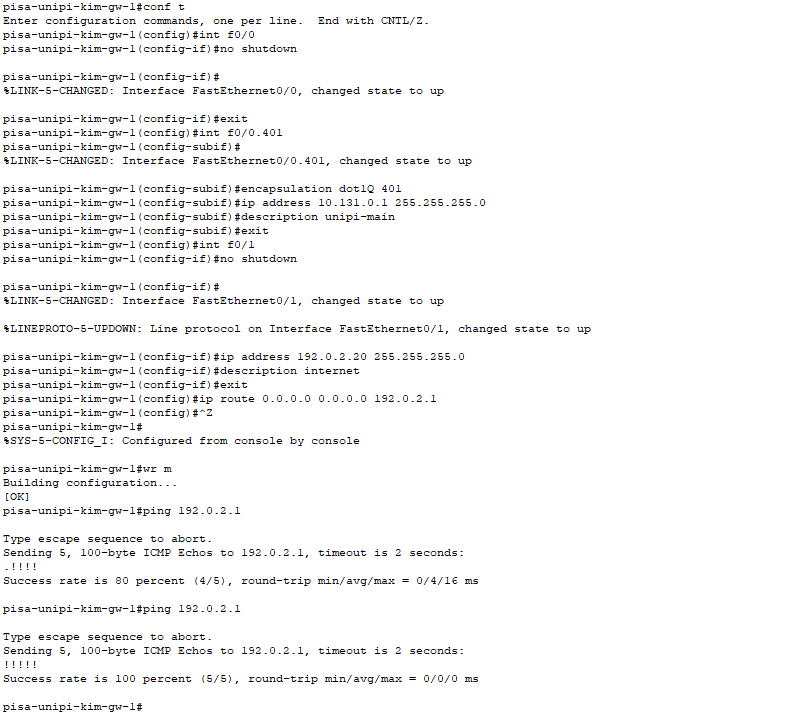 pisa-unipi-kim-gw-1#conf t
Enter configuration commands, one per line.  End with CNTL/Z.
pisa-unipi-kim-gw-1(config)#int f0/0
pisa-unipi-kim-gw-1(config-if)#no shutdown
pisa-unipi-kim-gw-1(config-if)#
%LINK-5-CHANGED: Interface FastEthernet0/0, changed state to up
pisa-unipi-kim-gw-1(config-if)#exit
pisa-unipi-kim-gw-1(config)#int f0/0.401
pisa-unipi-kim-gw-1(config-subif)#
%LINK-5-CHANGED: Interface FastEthernet0/0.401, changed state to up
pisa-unipi-kim-gw-1(config-subif)#encapsulation dot1Q 401
pisa-unipi-kim-gw-1(config-subif)#ip address 10.131.0.1 255.255.255.0
pisa-unipi-kim-gw-1(config-subif)#description unipi-main
pisa-unipi-kim-gw-1(config-subif)#exit
pisa-unipi-kim-gw-1(config)#int f0/1
pisa-unipi-kim-gw-1(config-if)#no shutdown
pisa-unipi-kim-gw-1(config-if)#
%LINK-5-CHANGED: Interface FastEthernet0/1, changed state to up
%LINEPROTO-5-UPDOWN: Line protocol on Interface FastEthernet0/1, changed state to up
pisa-unipi-kim-gw-1(config-if)#ip address 192.0.2.20 255.255.255.0
pisa-unipi-kim-gw-1(config-if)#description internet
pisa-unipi-kim-gw-1(config-if)#exit
pisa-unipi-kim-gw-1(config)#ip route 0.0.0.0 0.0.0.0 192.0.2.1
pisa-unipi-kim-gw-1(config)#^Z
pisa-unipi-kim-gw-1#
%SYS-5-CONFIG_I: Configured from console by console
pisa-unipi-kim-gw-1#wr m
Building configuration...
[OK]
pisa-unipi-kim-gw-1#ping 192.0.2.1
Type escape sequence to abort.
Sending 5, 100-byte ICMP Echos to 192.0.2.1, timeout is 2 seconds:
.!!!!
Success rate is 80 percent (4/5), round-trip min/avg/max = 0/4/16 ms
pisa-unipi-kim-gw-1#ping 192.0.2.1
Type escape sequence to abort.
Sending 5, 100-byte ICMP Echos to 192.0.2.1, timeout is 2 seconds:
!!!!!
Success rate is 100 percent (5/5), round-trip min/avg/max = 0/0/0 ms
pisa-unipi-kim-gw-1#